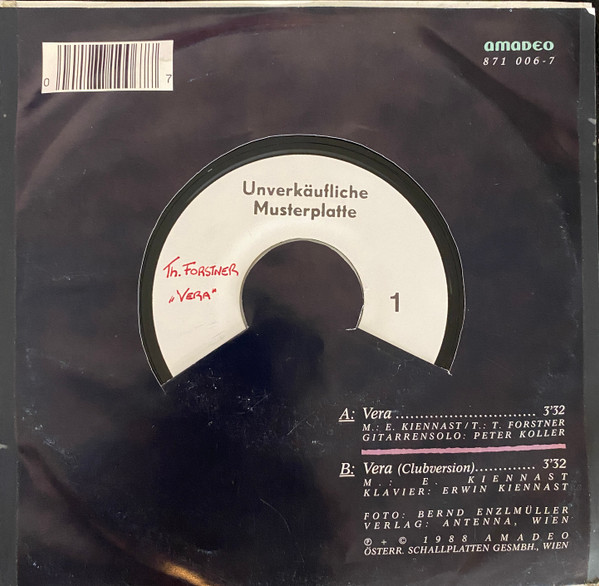 AMADEO
871 006-7
0 7
Unverkäufliche
Musterplatte
Th. FORSTNER
„VERA"
1
A: Vera ............................. 3'32
M.: E. KIENNAST/T.: T. FORSTNER
GITARRENSOLO: PETER KOLLER
B: Vera (Clubversion)............. 3'32
M.: E. KIENNAST
KLAVIER: ERWIN KIENNAST
FOTO: BERND ENZLMÜLLER
VERLAG: ANTENNA, WIEN
℗ + © 1988 AMADEO
ÖSTERR. SCHALLPLATTEN GESMBH., WIEN